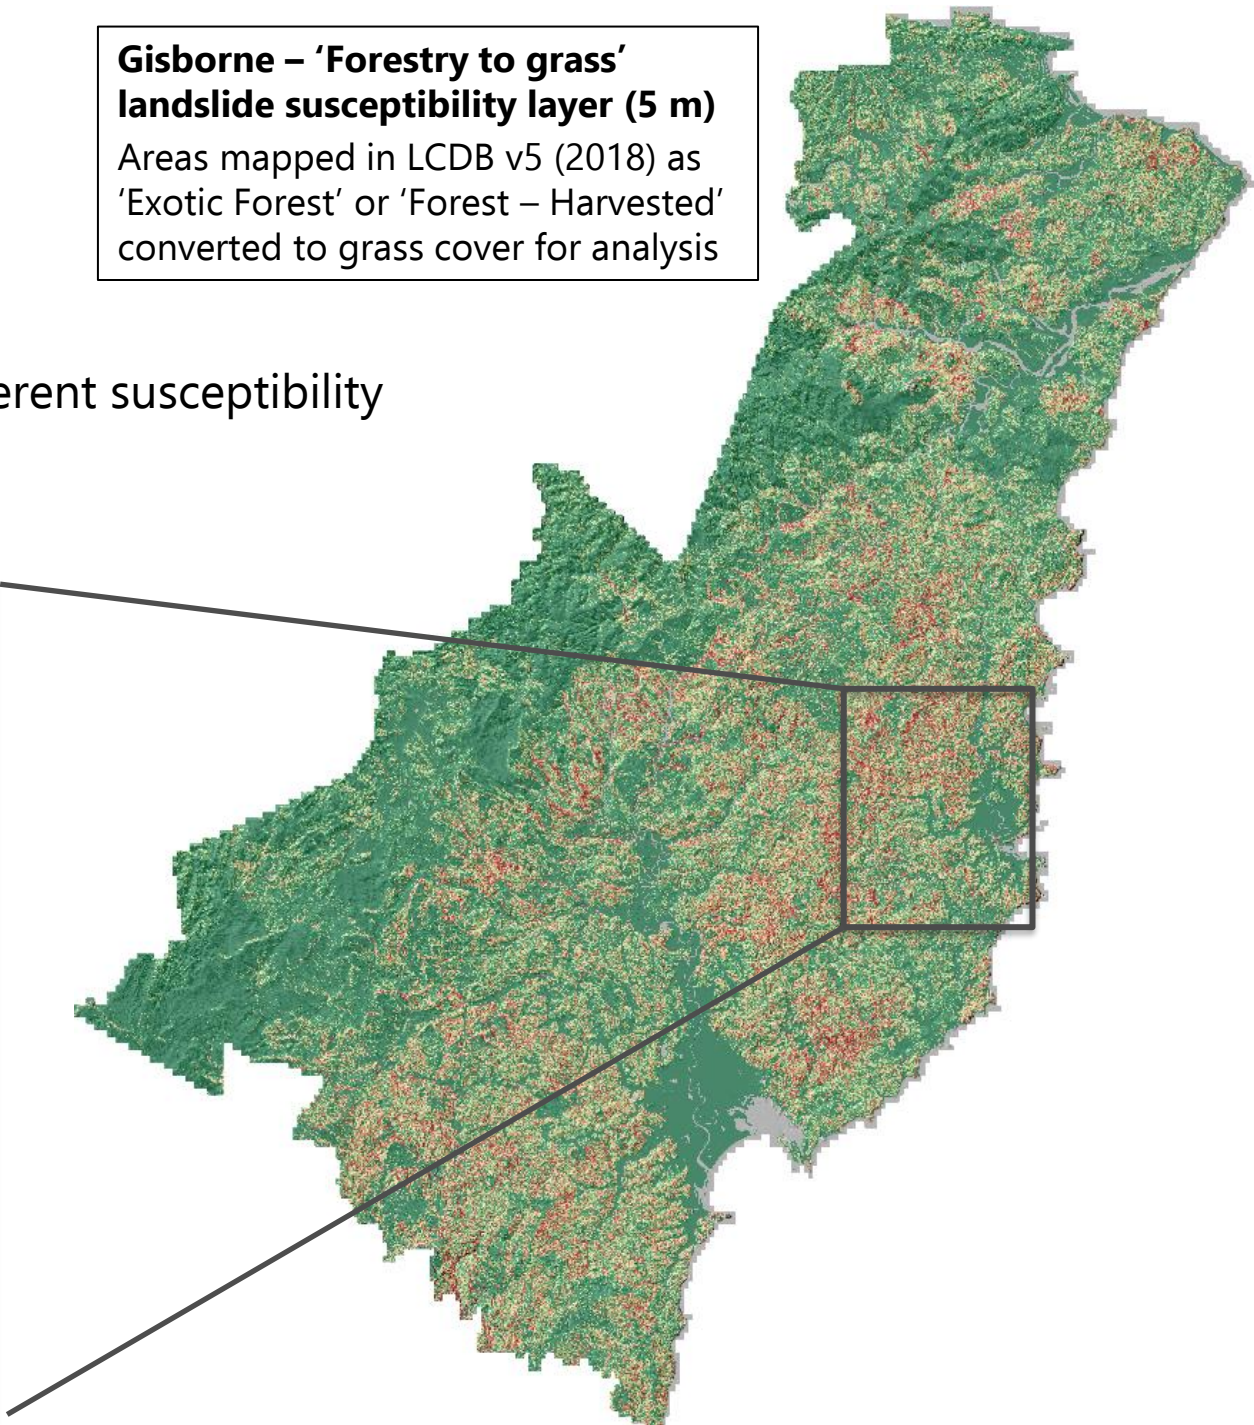 Gisborne – ‘Forestry to grass’
landslide susceptibility layer (5 m)
Areas mapped in LCDB v5 (2018) as
‘Exotic Forest’ or ‘Forest – Harvested’
converted to grass cover for analysis
susceptibility